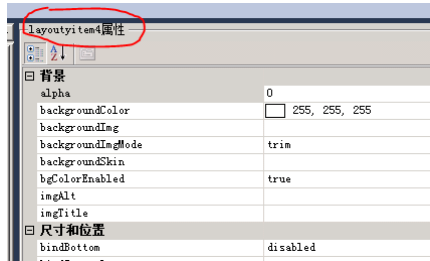 layoutyitem4属性
背景
alpha 0
backgroundColor 255, 255, 255
backgroundImg
backgroundImgMode trim
backgroundSkin
bgColorEnabled true
imgAlt
imgTitle
尺寸和位置
bindBottom disabled